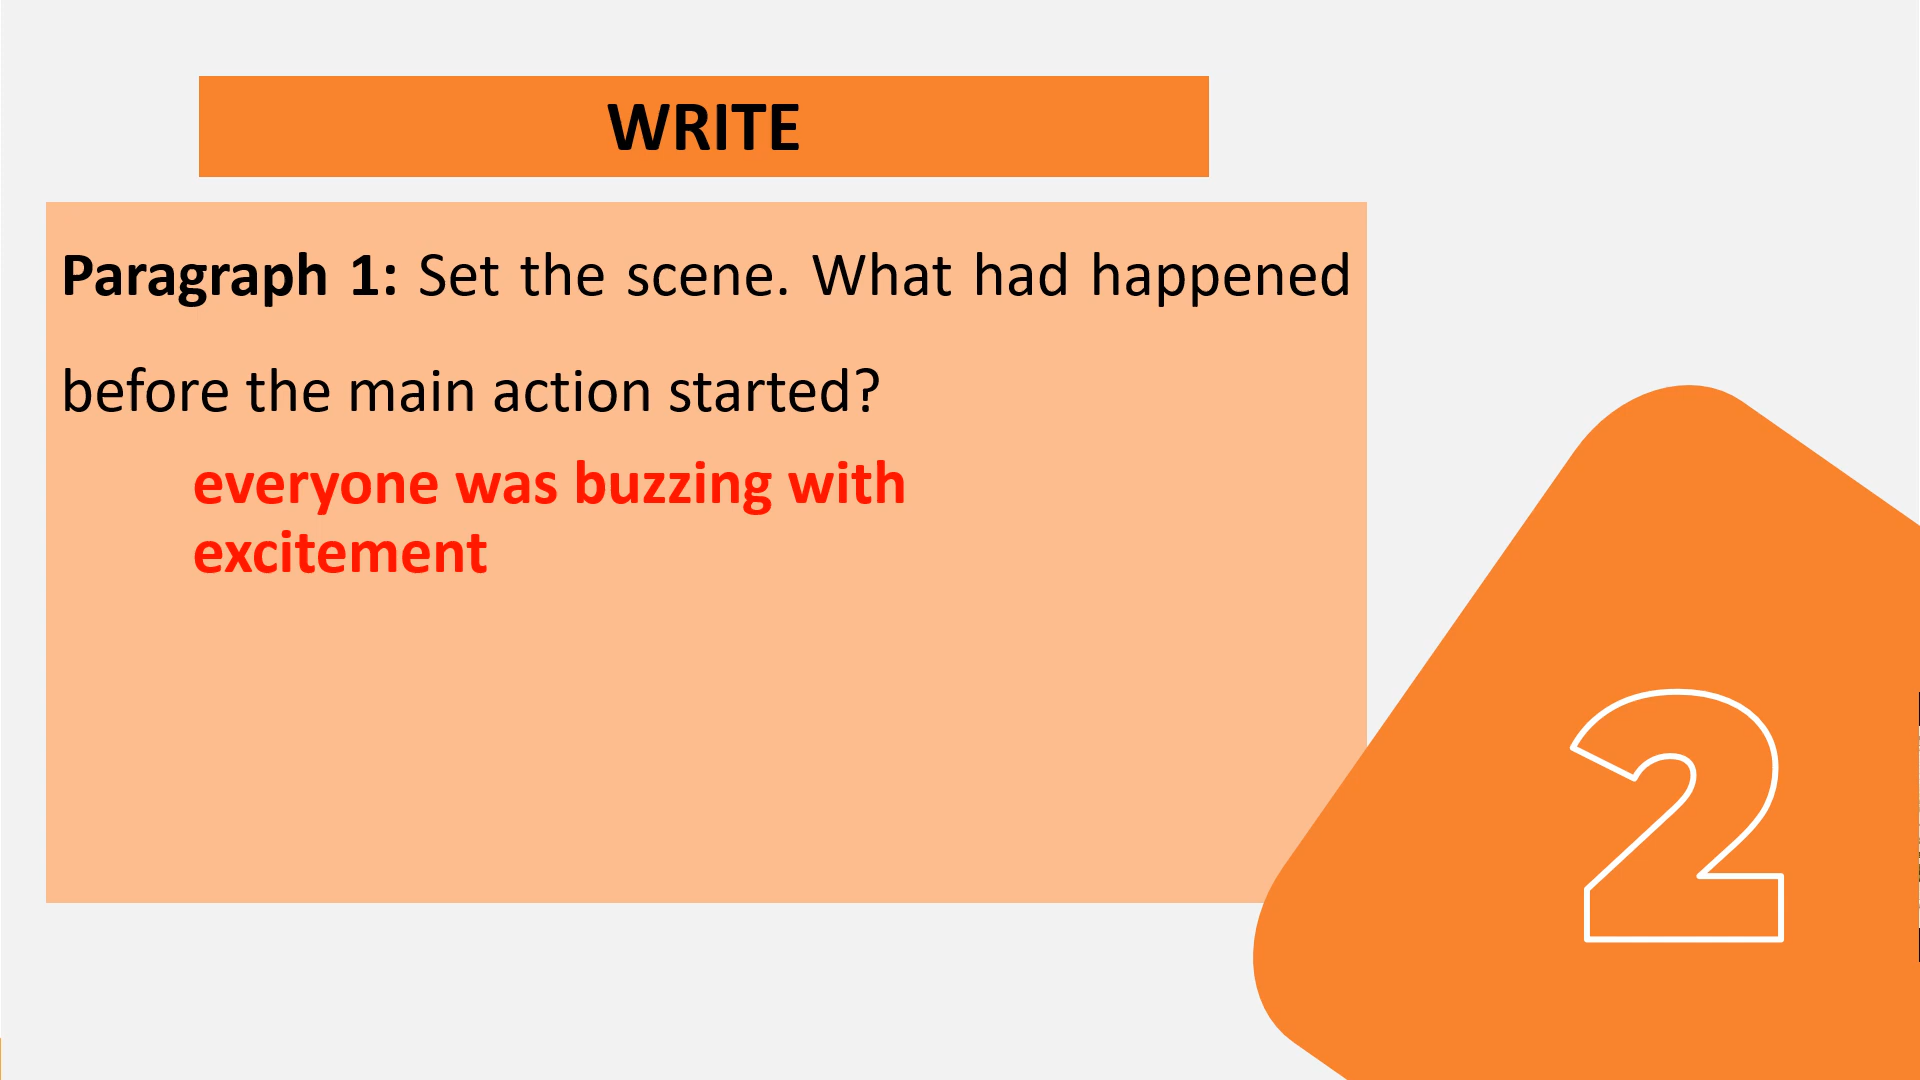 WRITE
Paragraph 1: Set the scene. What had happened
before the main action started?
everyone was buzzing with
excitement
2